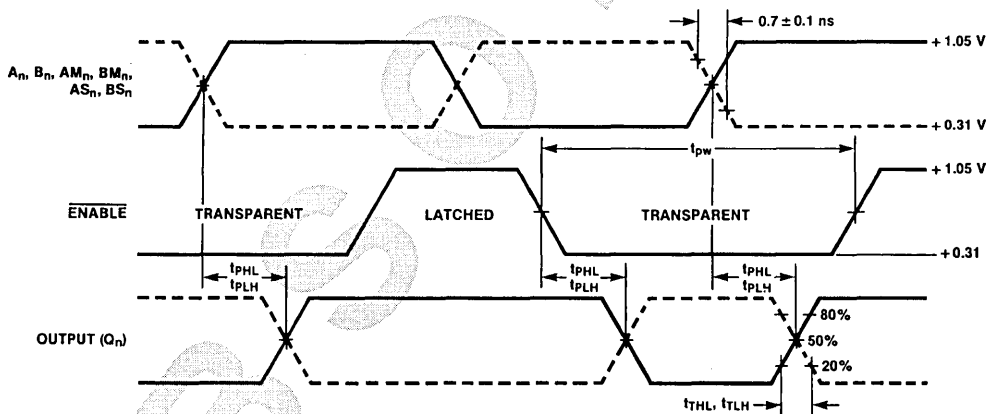 0.7 ± 0.1 ns
+ 1.05 V
An, Bn, AMn, BMn,
ASn, BSn
+ 0.31 V
tpw
+ 1.05 V
ENABLE
TRANSPARENT
LATCHED
TRANSPARENT
+ 0.31
tPHL
tPLH
tPHL
tPLH
tPHL
tPLH
80%
OUTPUT (Qn)
50%
20%
tTHL, tTLH